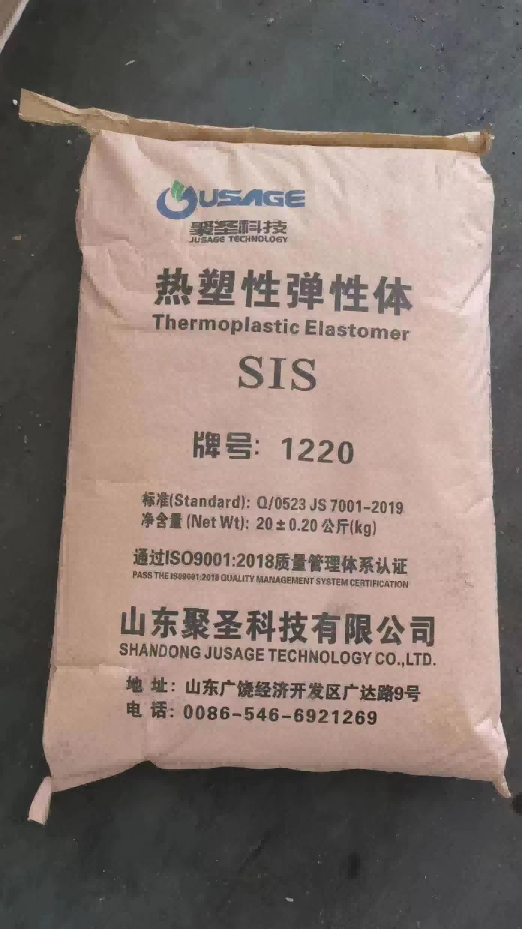 JUSAGE
聚圣科技
JUSAGE TECHNOLOGY
热塑性弹性体
Thermoplastic Elastomer
SIS
牌号: 1220
标准(Standard): Q/0523 JS 7001-2019
净含量 (Net Wt): 20±0.20 公斤(kg)
通过ISO9001:2018质量管理体系认证
PASS THE ISO9001:2018 QUALITY MANAGEMENT SYSTEM CERTIFICATION
山东聚圣科技有限公司
SHANDONG JUSAGE TECHNOLOGY CO.,LTD.
地 址: 山东广饶经济开发区广达路9号
电 话: 0086-546-6921269